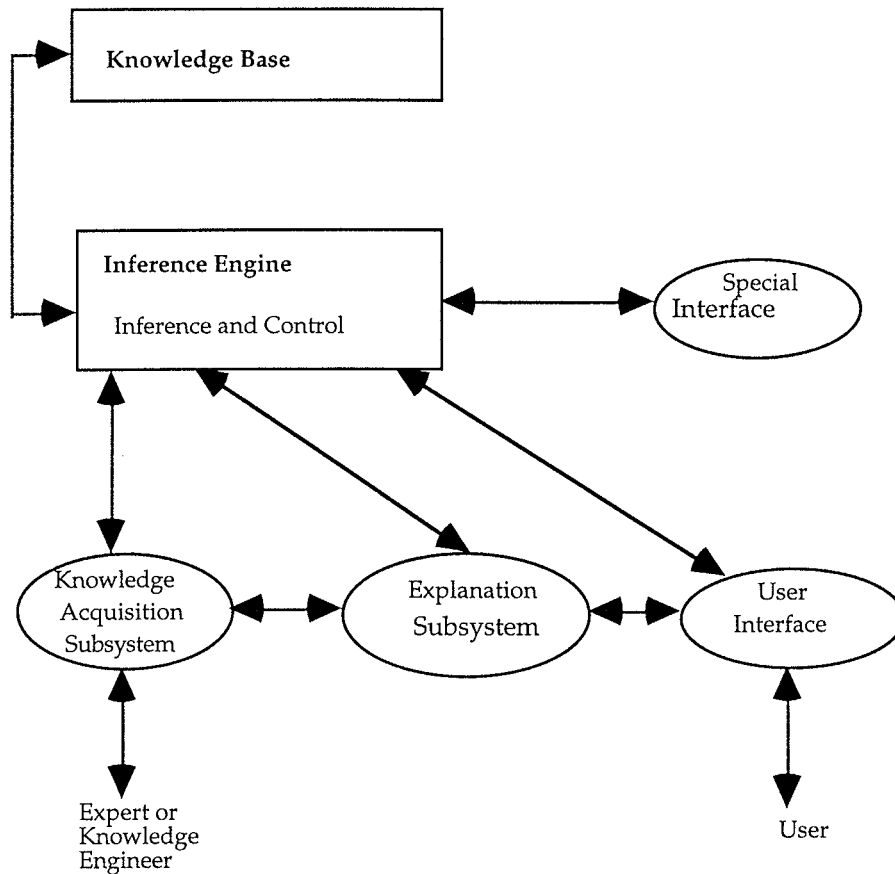 Knowledge Base
Inference Engine
Inference and Control
Special
Interface
Knowledge
Acquisition
Subsystem
Explanation
Subsystem
User
Interface
Expert or
Knowledge
Engineer
User